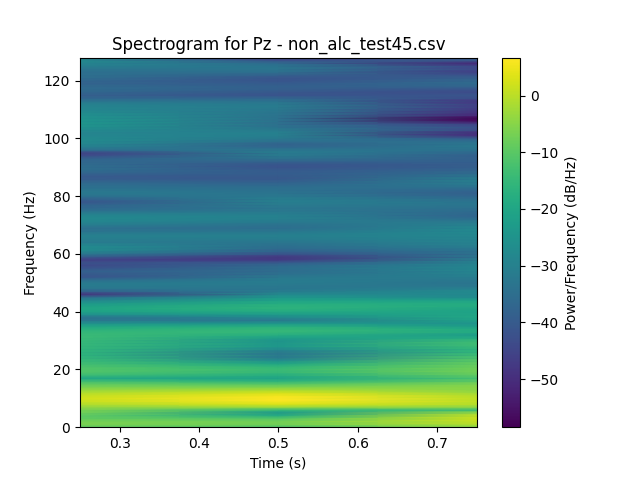 Spectrogram for Pz - non_alc_test45.csv
120
100
80
60
40
20
0
Frequency (Hz)
0.3 0.4 0.5 0.6 0.7
Time (s)
0
−10
−20
−30
−40
−50
Power/Frequency (dB/Hz)